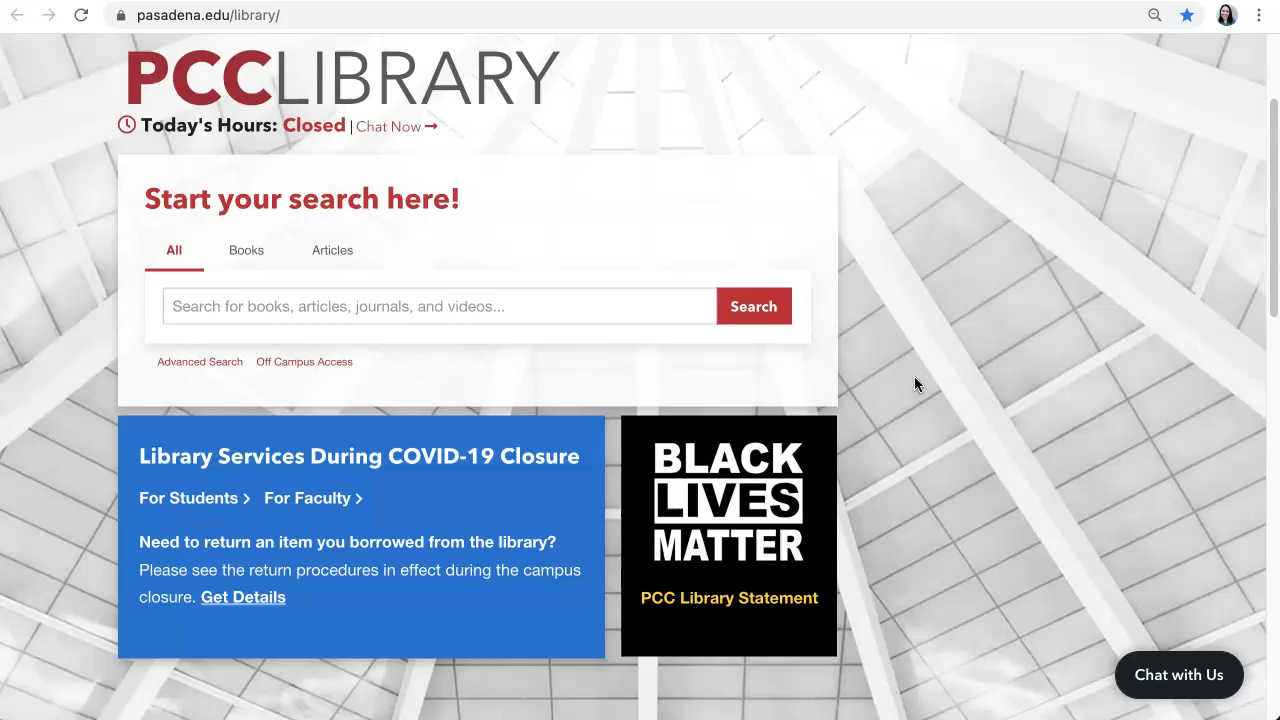 pasadena.edu/library/
PCCLIBRARY
Today's Hours: Closed | Chat Now
Start your search here!
All Books Articles
Search for books, articles, journals, and videos... Search
Advanced Search Off Campus Access
Library Services During COVID-19 Closure
For Students For Faculty
Need to return an item you borrowed from the library?
Please see the return procedures in effect during the campus
closure. Get Details
BLACK
LIVES
MATTER
PCC Library Statement
Chat with Us